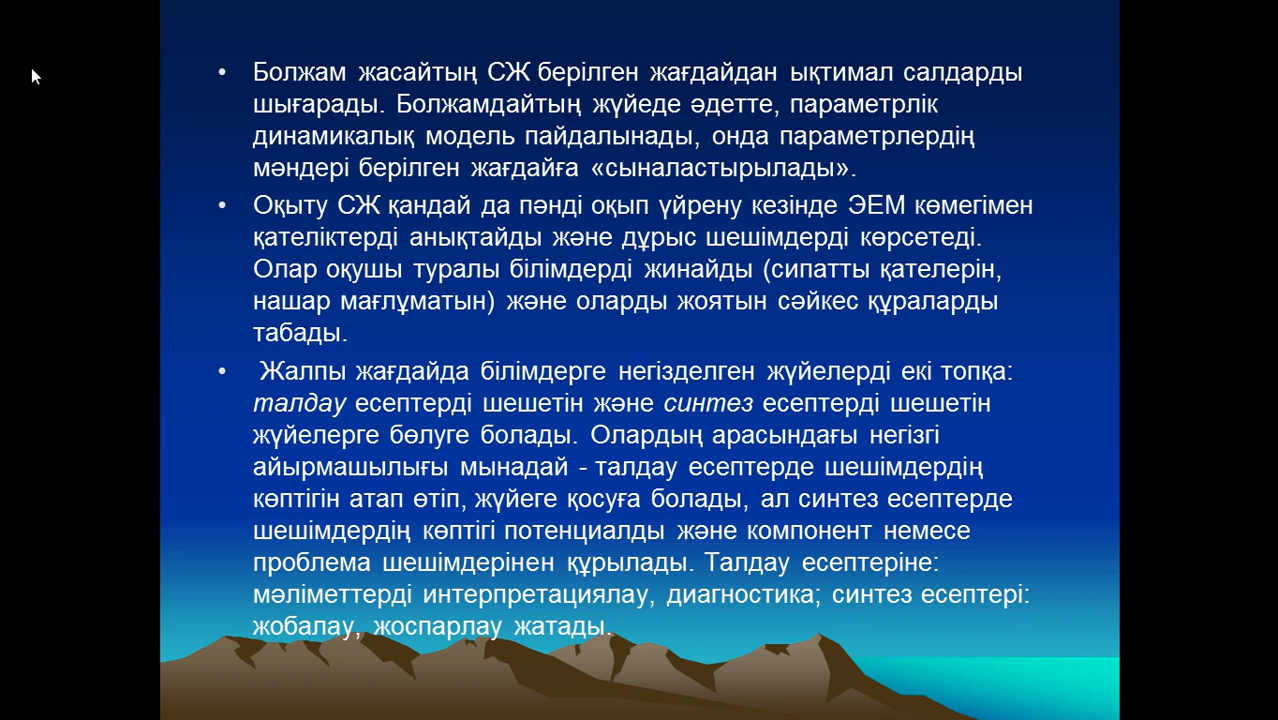 • Болжам жасайтың СЖ берілген жағдайдан ықтимал салдарды
шығарады. Болжамдайтың жүйеде әдетте, параметрлік
динамикалық модель пайдалынады, онда параметрлердің
мәндері берілген жағдайға «сыналастырылады».
• Оқыту СЖ қандай да пәнді оқып үйрену кезінде ЭЕМ көмегімен
қателіктерді анықтайды және дұрыс шешімдерді көрсетеді.
Олар оқушы туралы білімдерді жинайды (сипатты қателерін,
нашар мағлұматын) және оларды жоятын сәйкес құраларды
табады.
• Жалпы жағдайда білімдерге негізделген жүйелерді екі топқа:
талдау есептерді шешетін және синтез есептерді шешетін
жүйелерге бөлуге болады. Олардың арасындағы негізгі
айырмашылығы мынадай - талдау есептерде шешімдердің
көптігін атап өтіп, жүйеге қосуға болады, ал синтез есептерде
шешімдердің көптігі потенциалды және компонент немесе
проблема шешімдерінен құрылады. Талдау есептеріне:
мәліметтерді интерпретациялау, диагностика; синтез есептері:
жобалау, жоспарлау жатады.